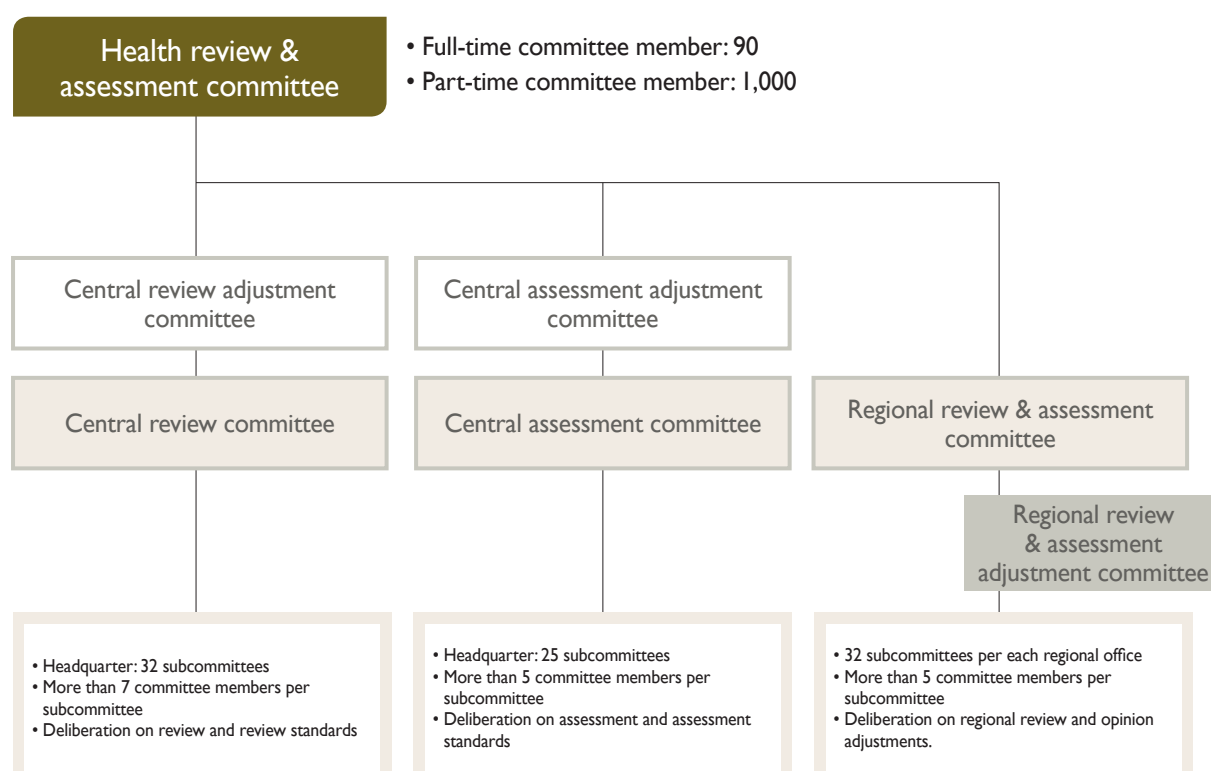 Health review &
assessment committee
• Full-time committee member: 90
• Part-time committee member: 1,000
Central review adjustment
committee
Central assessment adjustment
committee
Central review committee
Central assessment committee
Regional review & assessment
committee
Regional review
& assessment
adjustment committee
• Headquarter: 32 subcommittees
• More than 7 committee members per
subcommittee
• Deliberation on review and review standards
• Headquarter: 25 subcommittees
• More than 5 committee members per
subcommittee
• Deliberation on assessment and assessment
standards
• 32 subcommittees per each regional office
• More than 5 committee members per
subcommittee
• Deliberation on regional review and opinion
adjustments.